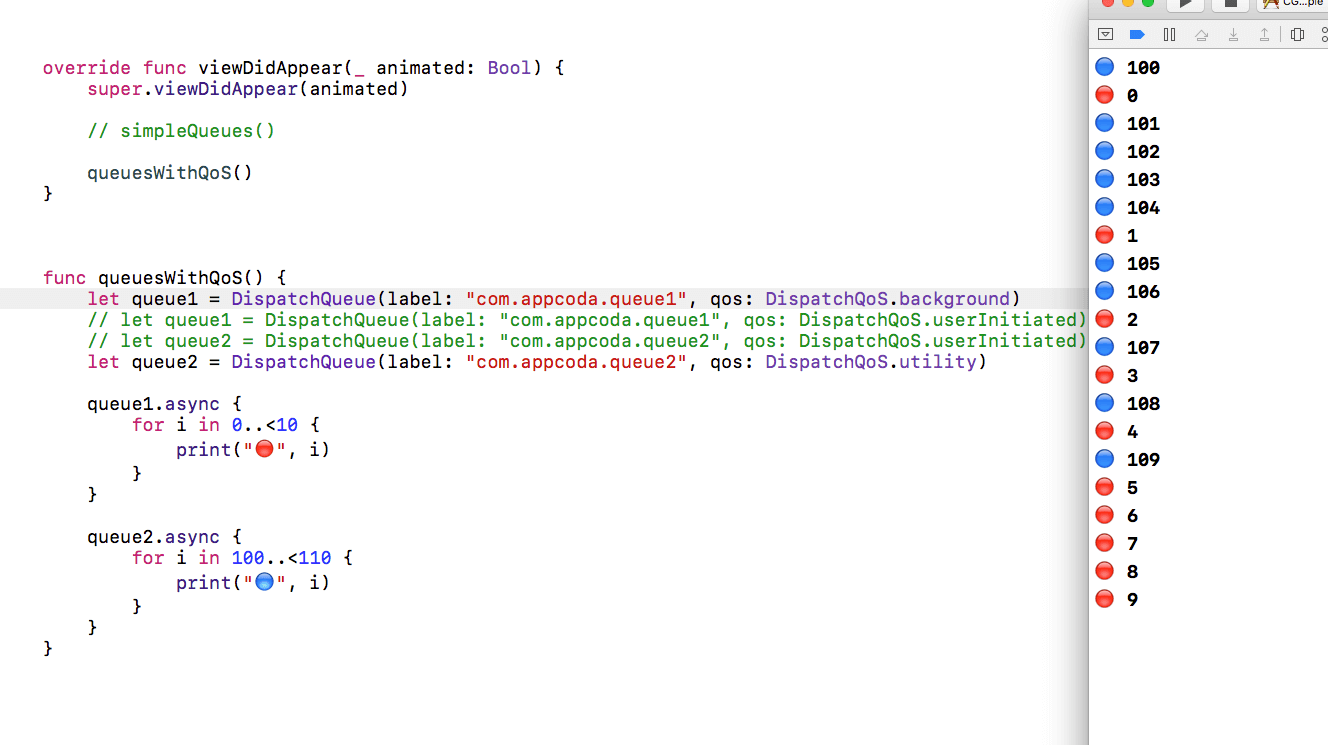 CG...ple
override func viewDidAppear(_ animated: Bool) {
super.viewDidAppear(animated)
// simpleQueues()
queuesWithQoS()
}
func queuesWithQoS() {
let queue1 = DispatchQueue(label: "com.appcoda.queue1", qos: DispatchQoS.background)
// let queue1 = DispatchQueue(label: "com.appcoda.queue1", qos: DispatchQoS.userInitiated)
// let queue2 = DispatchQueue(label: "com.appcoda.queue2", qos: DispatchQoS.userInitiated)
let queue2 = DispatchQueue(label: "com.appcoda.queue2", qos: DispatchQoS.utility)
queue1.async {
for i in 0..<10 {
print("🔴", i)
}
}
queue2.async {
for i in 100..<110 {
print("🔵", i)
}
}
}
🔵 100
🔴 0
🔵 101
🔵 102
🔵 103
🔵 104
🔴 1
🔵 105
🔵 106
🔴 2
🔵 107
🔴 3
🔵 108
🔴 4
🔵 109
🔴 5
🔴 6
🔴 7
🔴 8
🔴 9